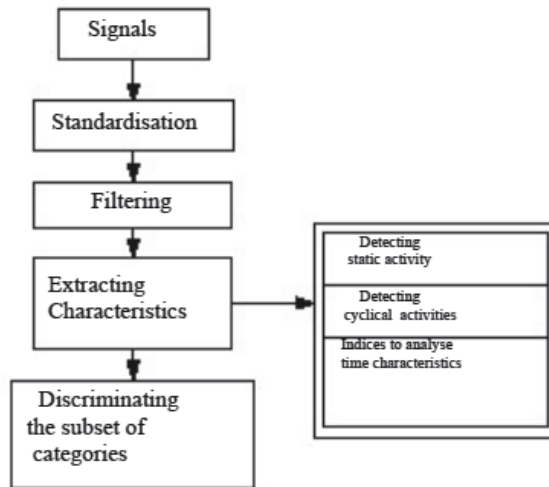 Signals
Standardisation
Filtering
Extracting
Characteristics
Detecting
static activity
Detecting
cyclical activities
Indices to analyse
time characteristics
Discriminating
the subset of
categories